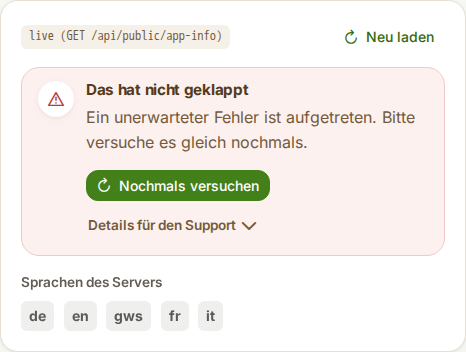 live (GET /api/public/app-info)
Neu laden
Das hat nicht geklappt
Ein unerwarteter Fehler ist aufgetreten. Bitte
versuche es gleich nochmals.
Nochmals versuchen
Details für den Support
Sprachen des Servers
de en gws fr it